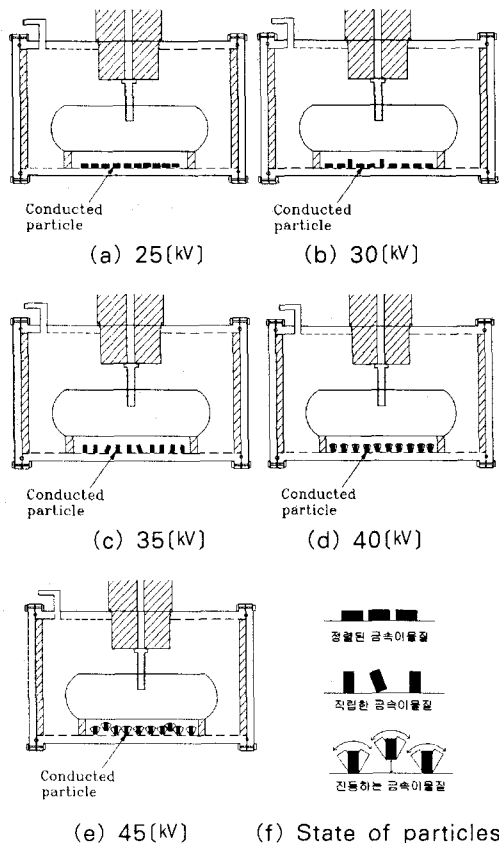 Conducted
particle
(a) 25[kV]
Conducted
particle
(b) 30[kV]
Conducted
particle
(c) 35[kV]
Conducted
particle
(d) 40[kV]
Conducted
particle
(e) 45[kV]
정렬된 금속이물질
직립한 금속이물질
진동하는 금속이물질
(f) State of particles